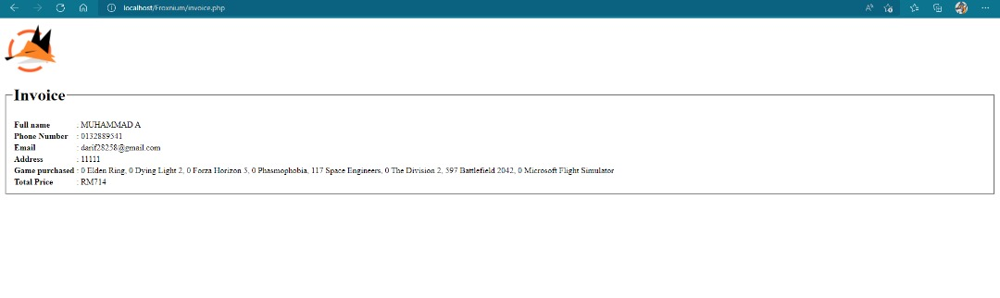 localhost/Froxnium/invoice.php
Invoice
Full name : MUHAMMAD A
Phone Number : 0132889541
Email : darif28258@gmail.com
Address : 11111
Game purchased : 0 Elden Ring, 0 Dying Light 2, 0 Forza Horizon 5, 0 Phasmophobia, 117 Space Engineers, 0 The Division 2, 597 Battlefield 2042, 0 Microsoft Flight Simulator
Total Price : RM714